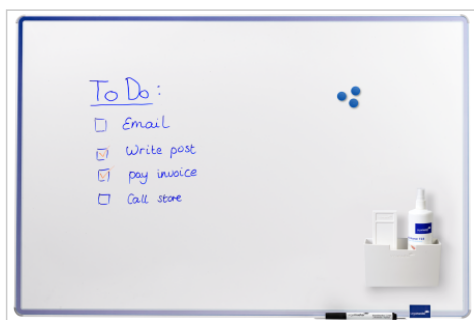 To Do:
Email
Write post
pay invoice
Call store